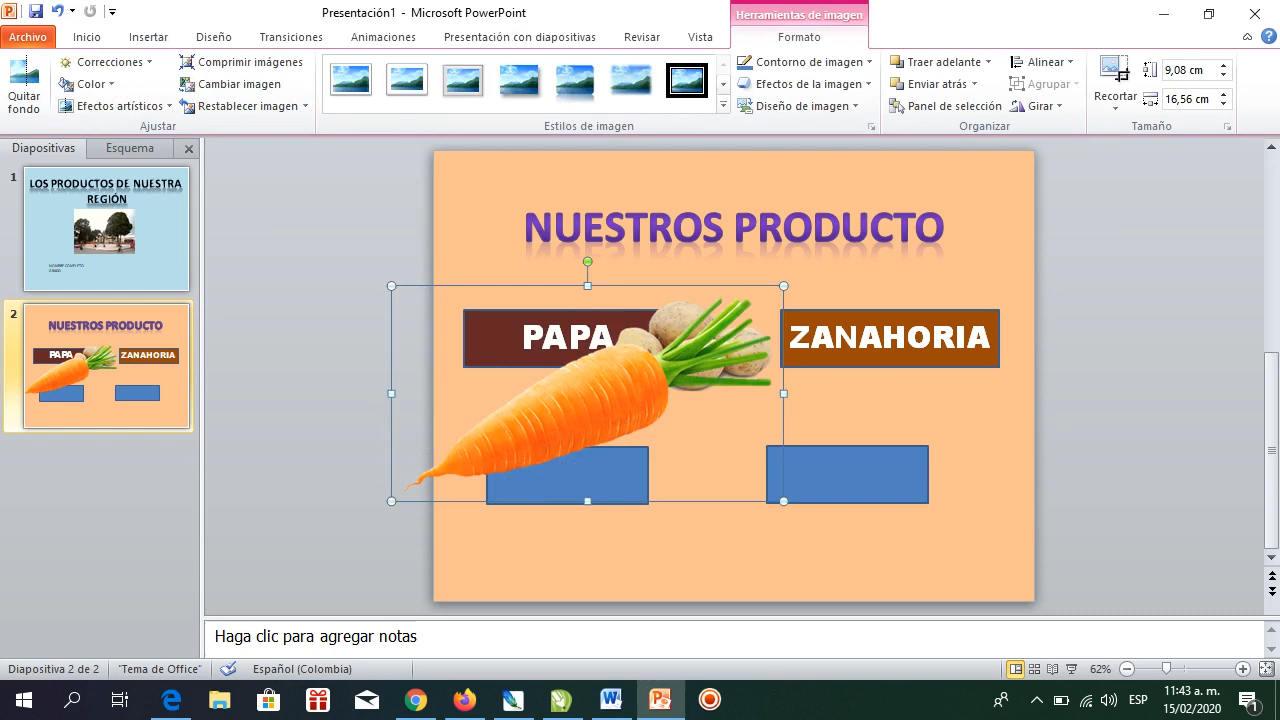 Presentación1 - Microsoft PowerPoint
Herramientas de imagen
Archivo Inicio Insertar Diseño Transiciones Animaciones Presentación con diapositivas Revisar Vista Formato
Quitar fondo
Correcciones
Color
Efectos artísticos
Comprimir imágenes
Cambiar imagen
Restablecer imagen
Ajustar
Estilos de imagen
Contorno de imagen
Efectos de la imagen
Diseño de imagen
Traer adelante
Enviar atrás
Panel de selección
Alinear
Agrupar
Girar
Organizar
Recortar
9,08 cm
16,56 cm
Tamaño
Diapositivas Esquema
1
LOS PRODUCTOS DE NUESTRA
REGIÓN
NOMBRE COMPLETO
2
NUESTROS PRODUCTO
PAPA ZANAHORIA
NUESTROS PRODUCTO
PAPA ZANAHORIA
Haga clic para agregar notas
Diapositiva 2 de 2 "Tema de Office" Español (Colombia) 62%
ESP
11:43 a. m.
15/02/2020
1